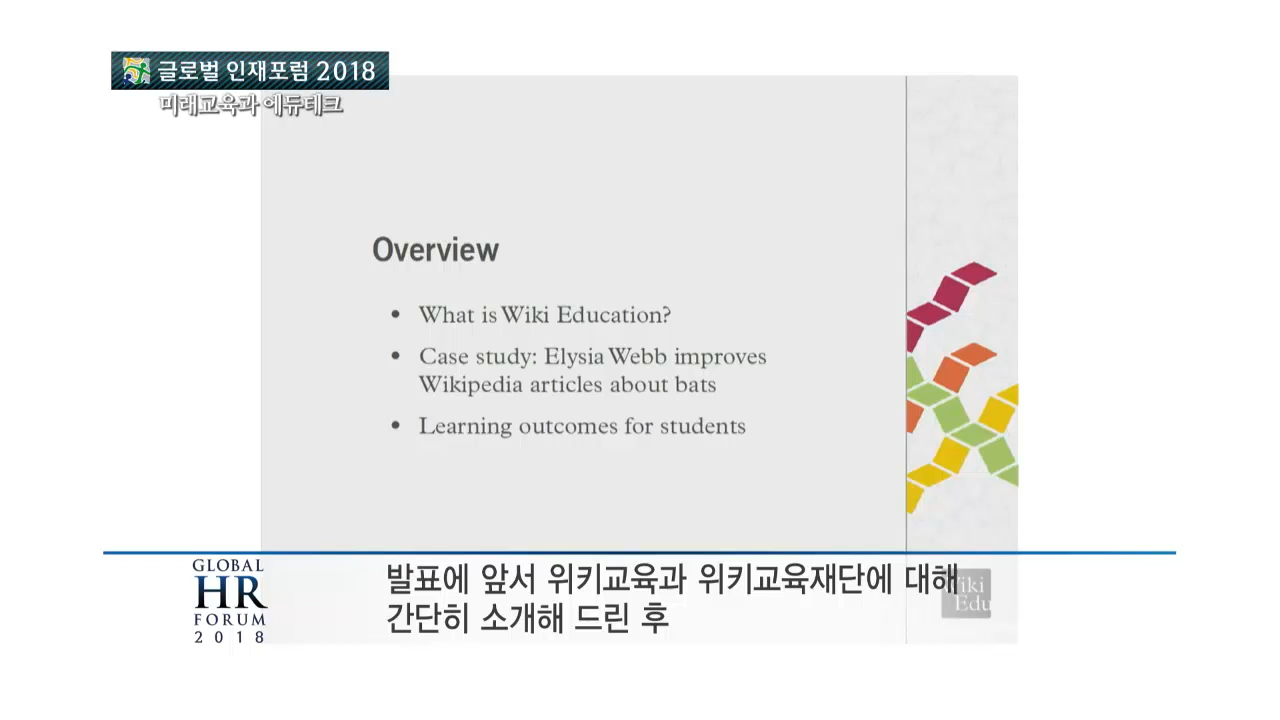 글로벌 인재포럼 2018
미래교육과 에듀테크
Overview
• What is Wiki Education?
• Case study: Elysia Webb improves
Wikipedia articles about bats
• Learning outcomes for students
GLOBAL
HR
FORUM
2018
발표에 앞서 위키교육과 위키교육재단에 대해
간단히 소개해 드린 후
Wiki
Edu